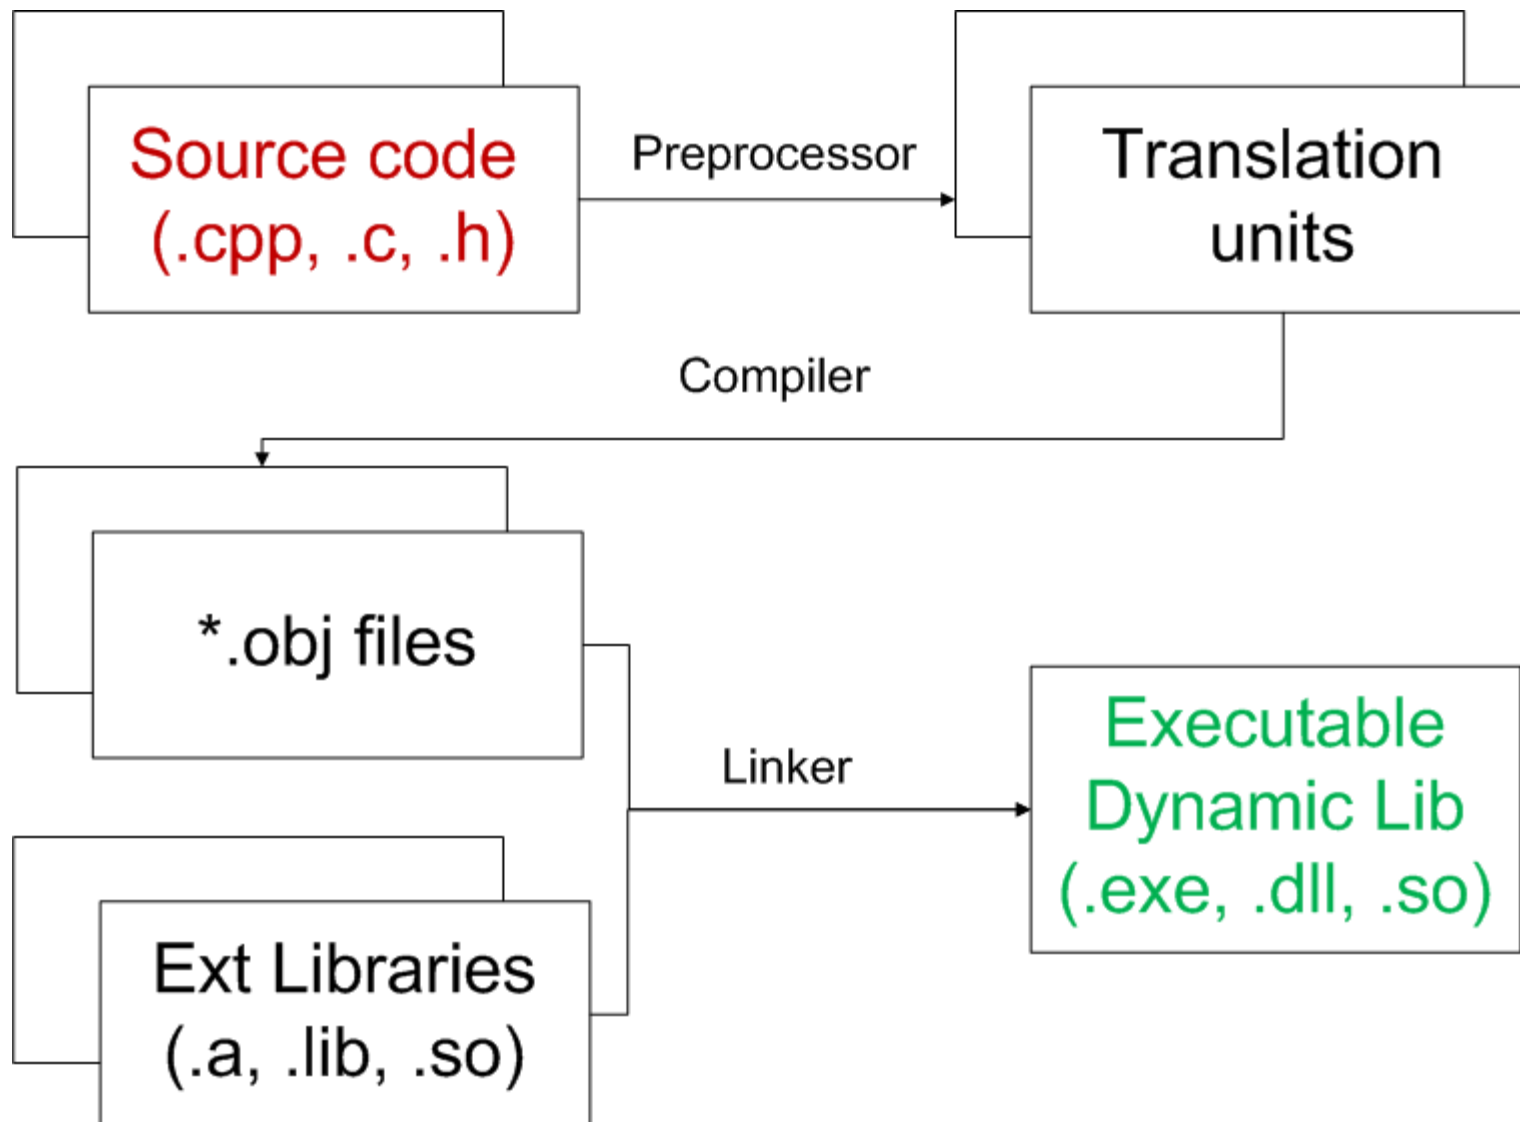 Source code
(.cpp, .c, .h)
Preprocessor
Translation
units
Compiler
*.obj files
Linker
Executable
Dynamic Lib
(.exe, .dll, .so)
Ext Libraries
(.a, .lib, .so)